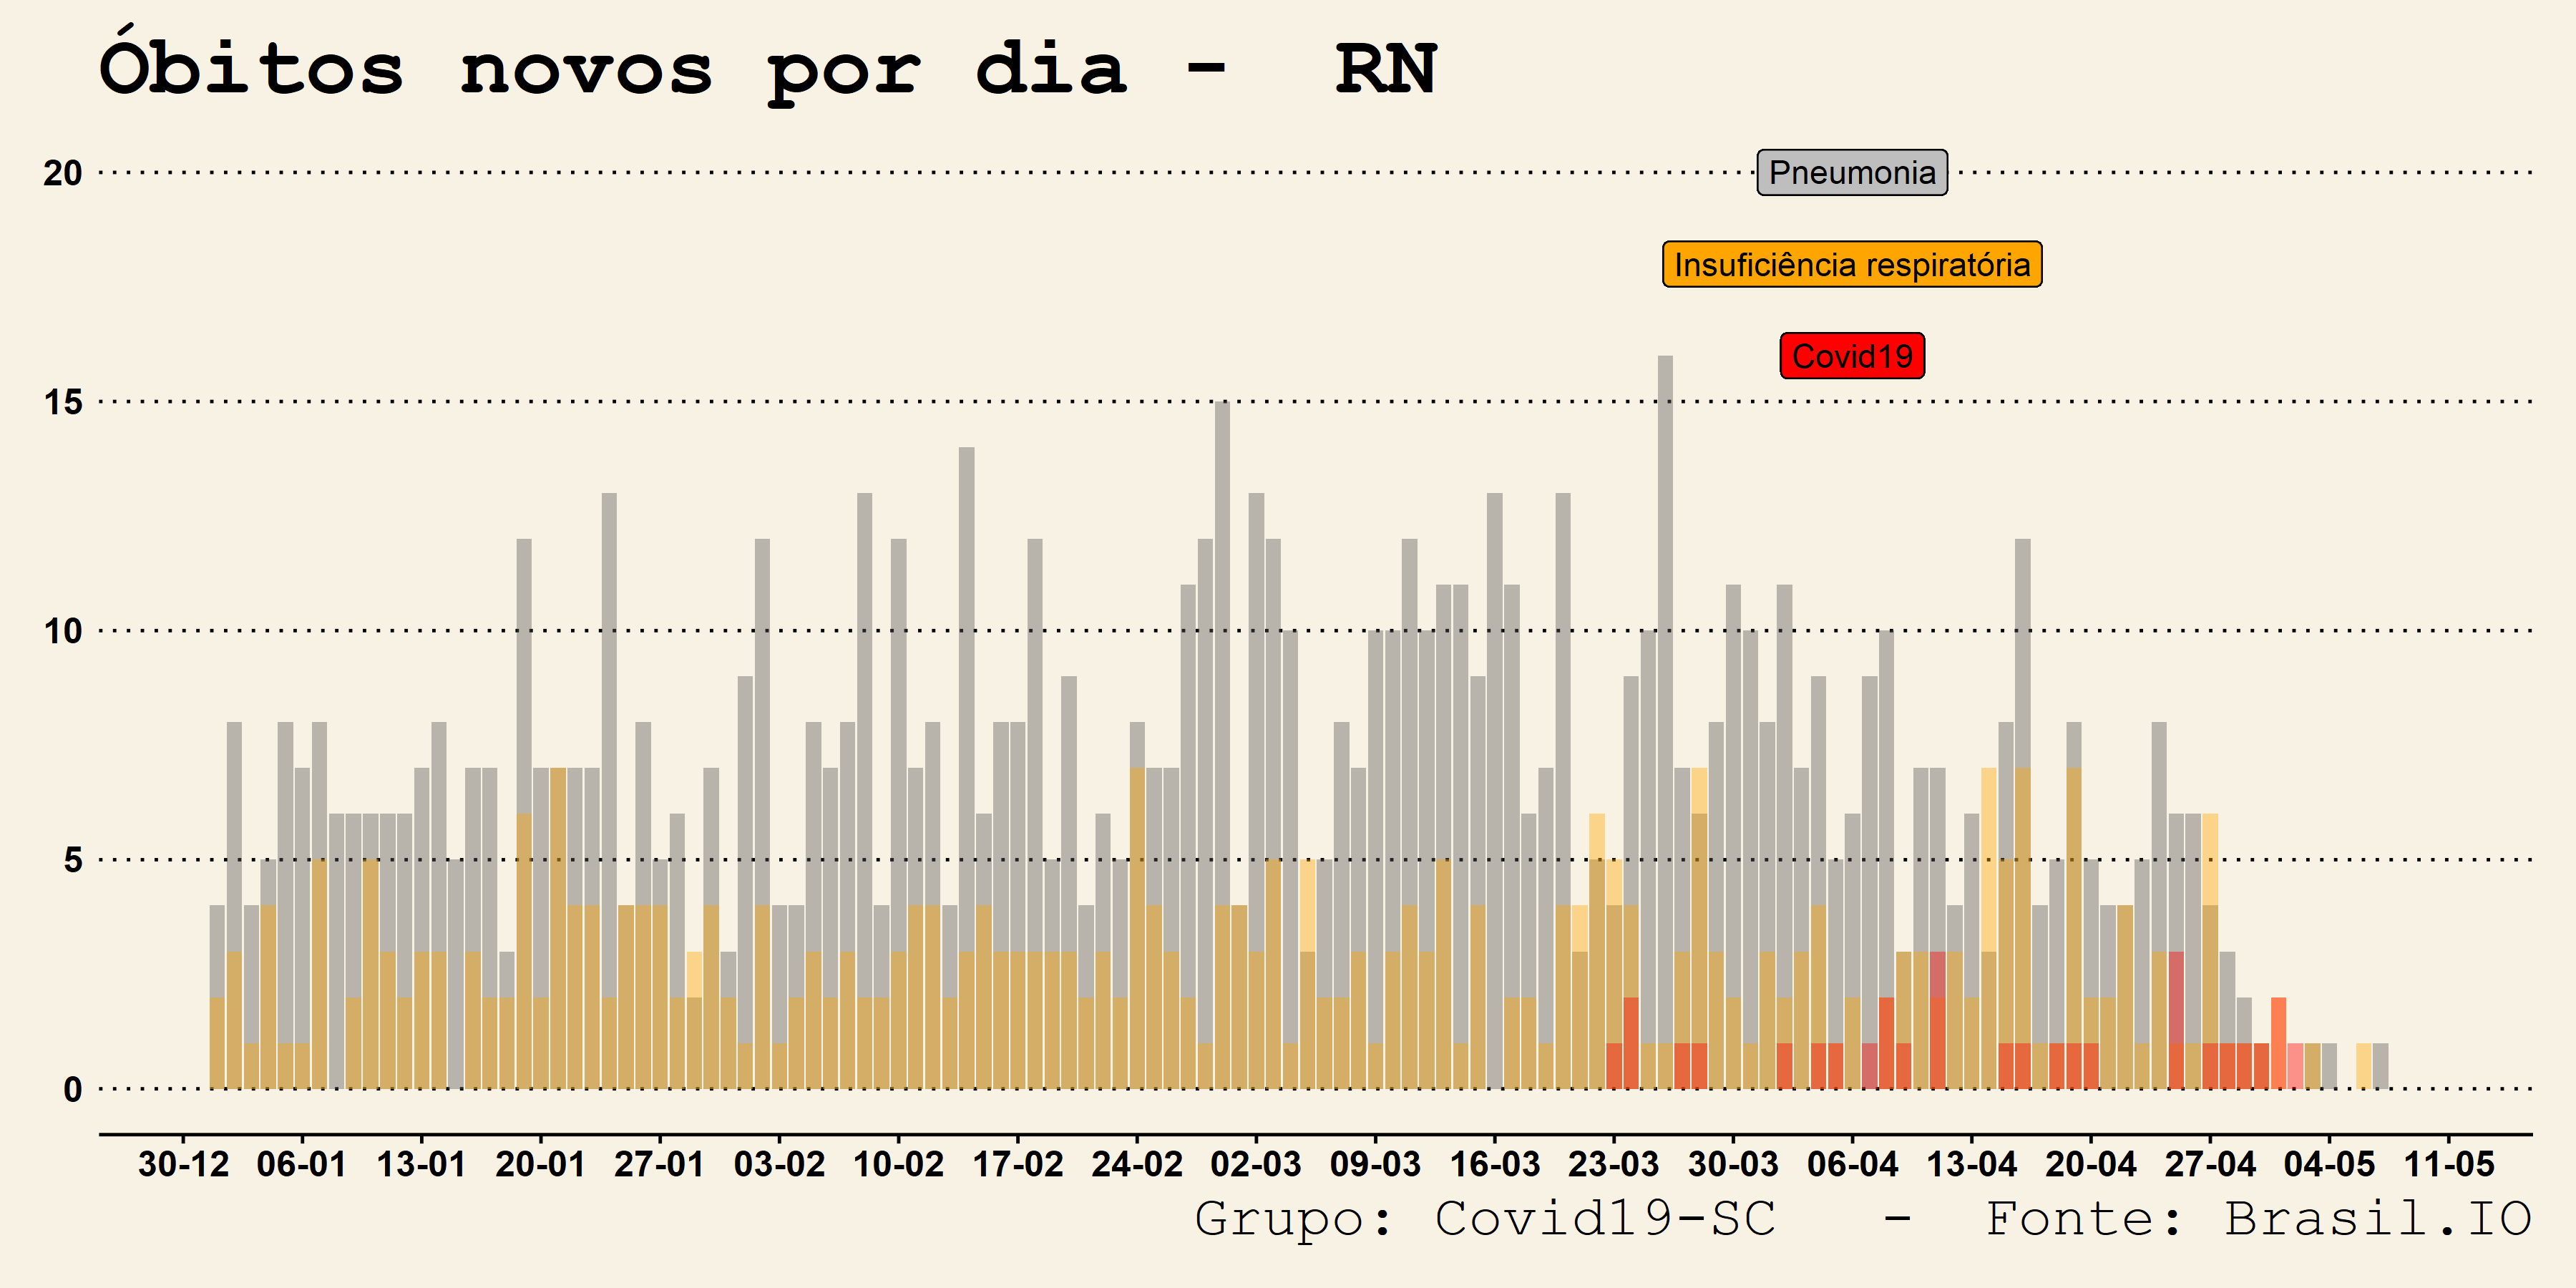 Óbitos novos por dia -  RN
20
Pneumonia
Insuficiência respiratória
Covid19
15
10
5
0
30-12 06-01 13-01 20-01 27-01 03-02 10-02 17-02 24-02 02-03 09-03 16-03 23-03 30-03 06-04 13-04 20-04 27-04 04-05 11-05
Grupo: Covid19-SC  -  Fonte: Brasil.IO